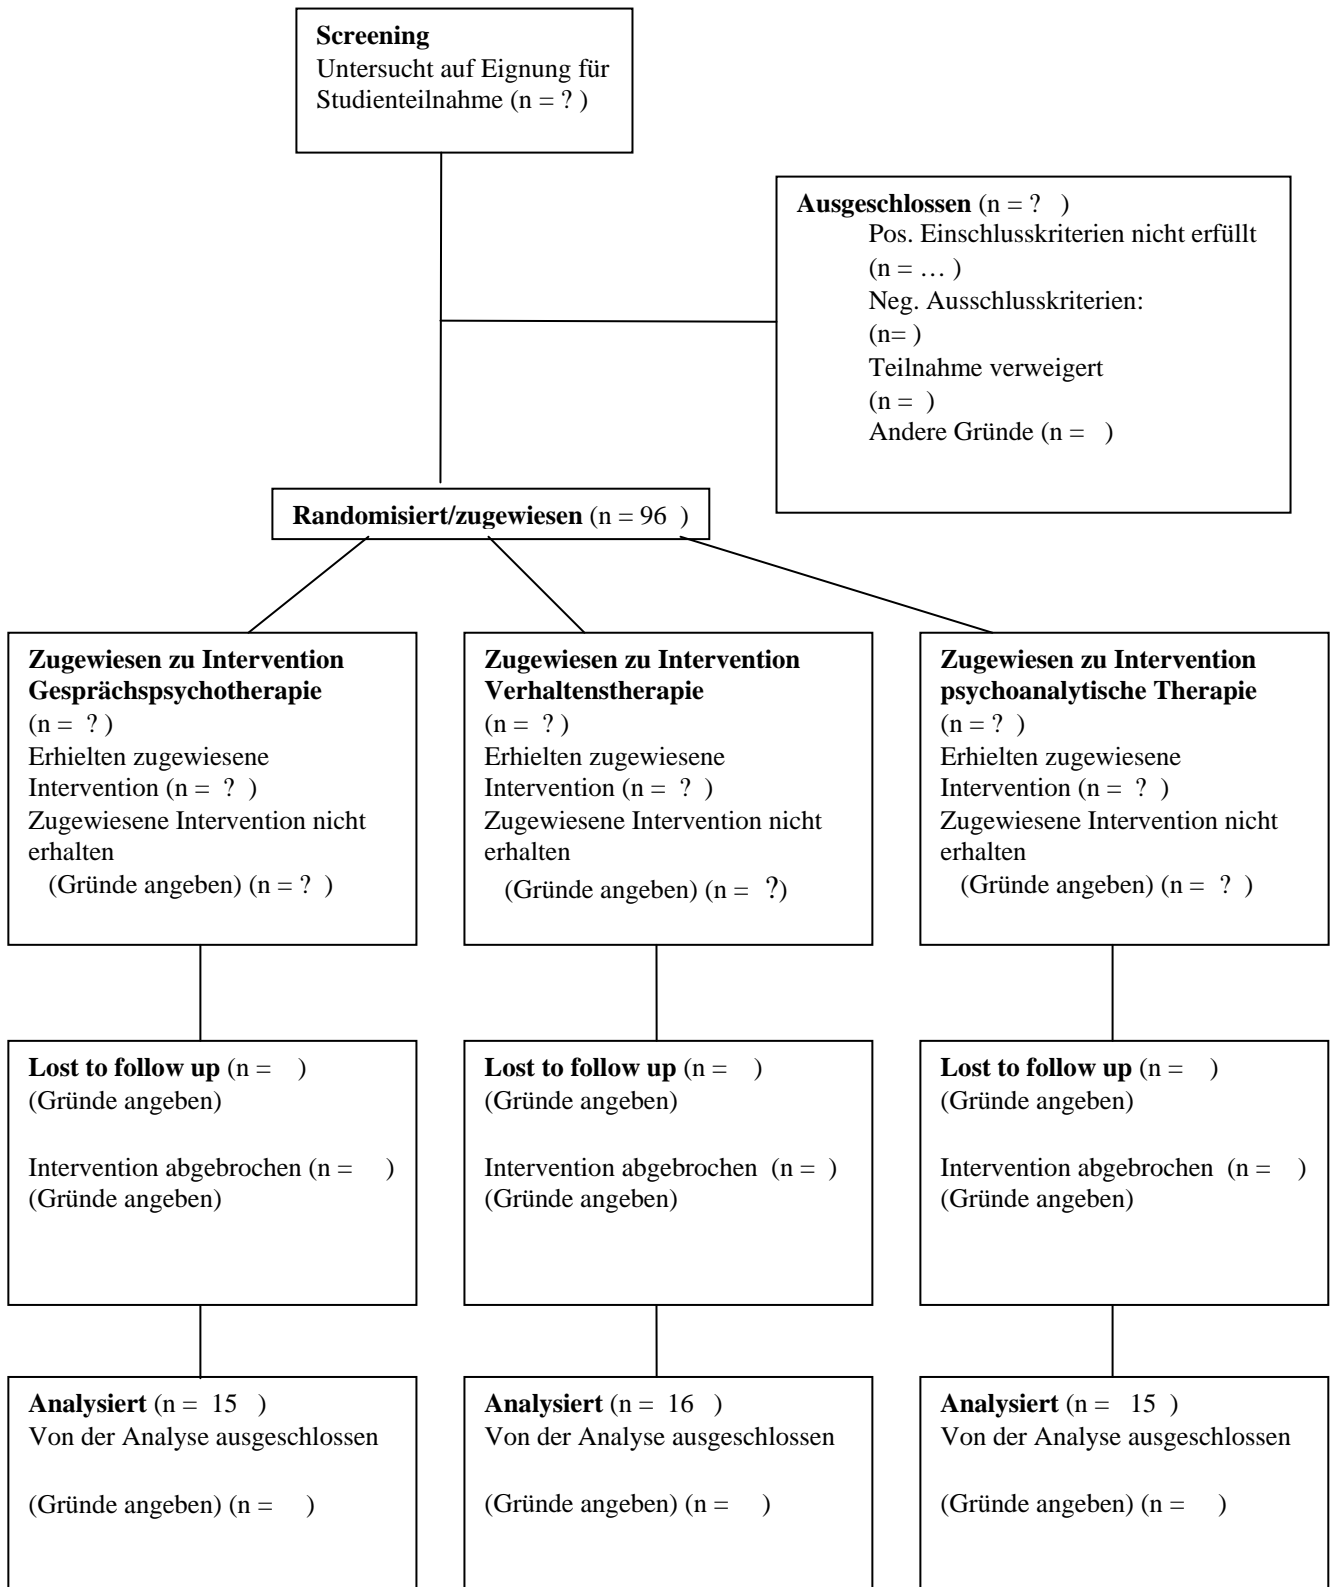 Screening
Untersucht auf Eignung für
Studienteilnahme (n = ? )
Ausgeschlossen (n = ?   )
Pos. Einschlusskriterien nicht erfüllt
(n = … )
Neg. Ausschlusskriterien:
(n= )
Teilnahme verweigert
(n =  )
Andere Gründe (n =   )
Randomisiert/zugewiesen (n = 96  )
Zugewiesen zu Intervention
Gesprächspsychotherapie
(n =  ? )
Erhielten zugewiesene
Intervention (n =  ?  )
Zugewiesene Intervention nicht
erhalten
(Gründe angeben) (n = ?  )
Zugewiesen zu Intervention
Verhaltenstherapie
(n =  ? )
Erhielten zugewiesene
Intervention (n =  ?  )
Zugewiesene Intervention nicht
erhalten
(Gründe angeben) (n =  ?)
Zugewiesen zu Intervention
psychoanalytische Therapie
(n = ?  )
Erhielten zugewiesene
Intervention (n =  ?  )
Zugewiesene Intervention nicht
erhalten
(Gründe angeben) (n =  ?  )
Lost to follow up (n =    )
(Gründe angeben)
Intervention abgebrochen (n =    )
(Gründe angeben)
Lost to follow up (n =    )
(Gründe angeben)
Intervention abgebrochen  (n =  )
(Gründe angeben)
Lost to follow up (n =    )
(Gründe angeben)
Intervention abgebrochen  (n =    )
(Gründe angeben)
Analysiert (n =  15   )
Von der Analyse ausgeschlossen
(Gründe angeben) (n =    )
Analysiert (n =  16   )
Von der Analyse ausgeschlossen
(Gründe angeben) (n =    )
Analysiert (n =   15  )
Von der Analyse ausgeschlossen
(Gründe angeben) (n =    )